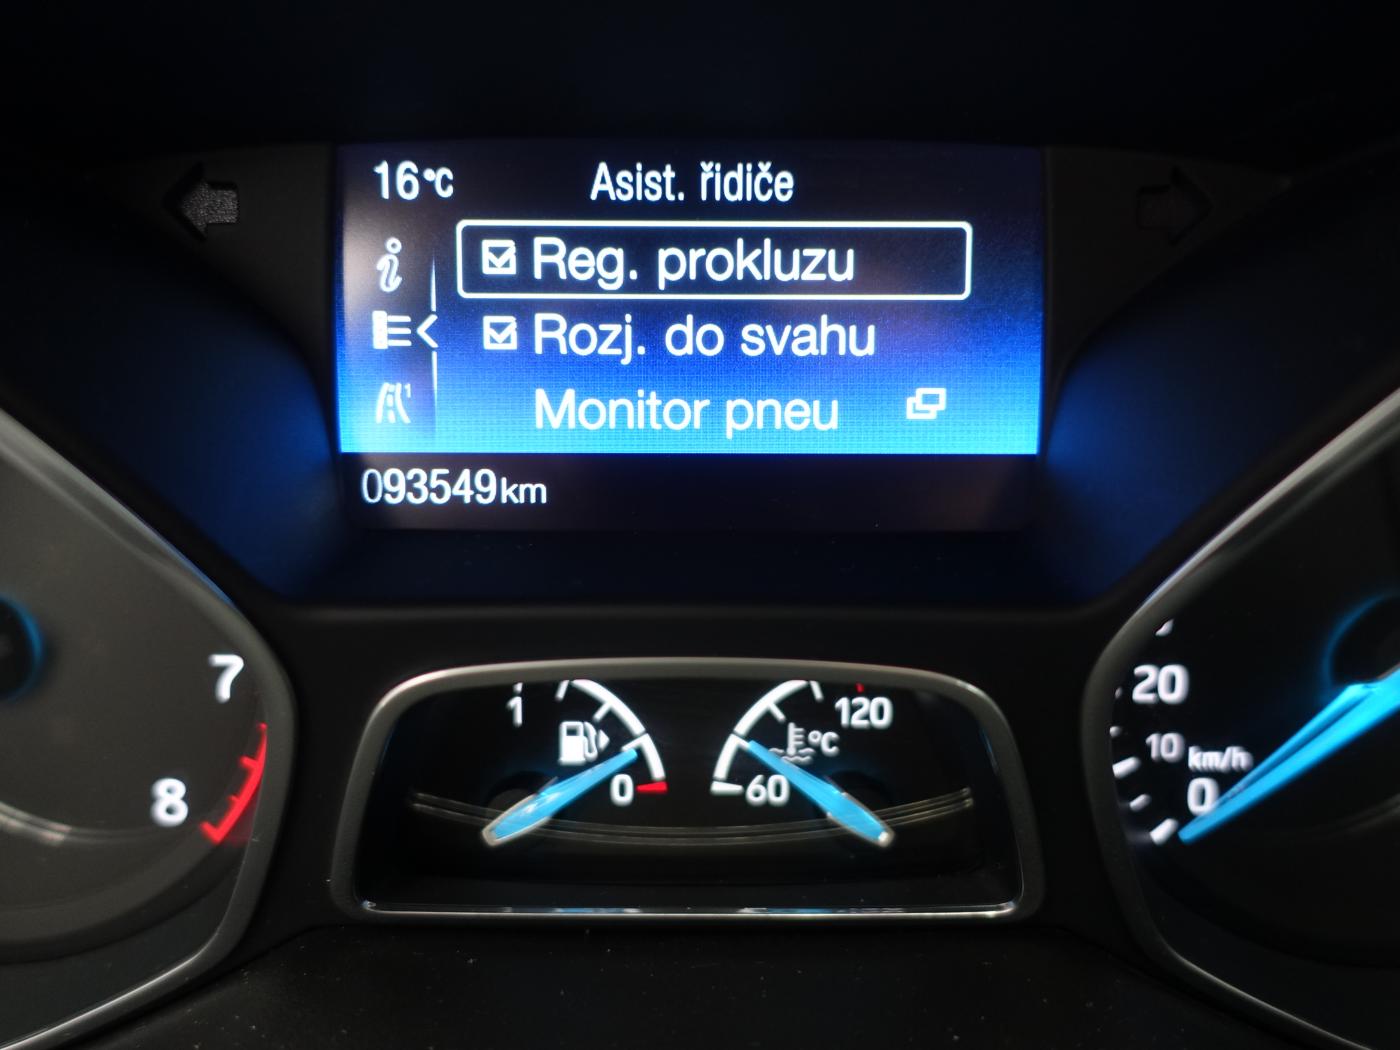 16°C Asist. řidiče
Reg. prokluzu
Rozj. do svahu
1
Monitor pneu
093549km
7
8
1
0
120
°C
60
20
10 km/h
0